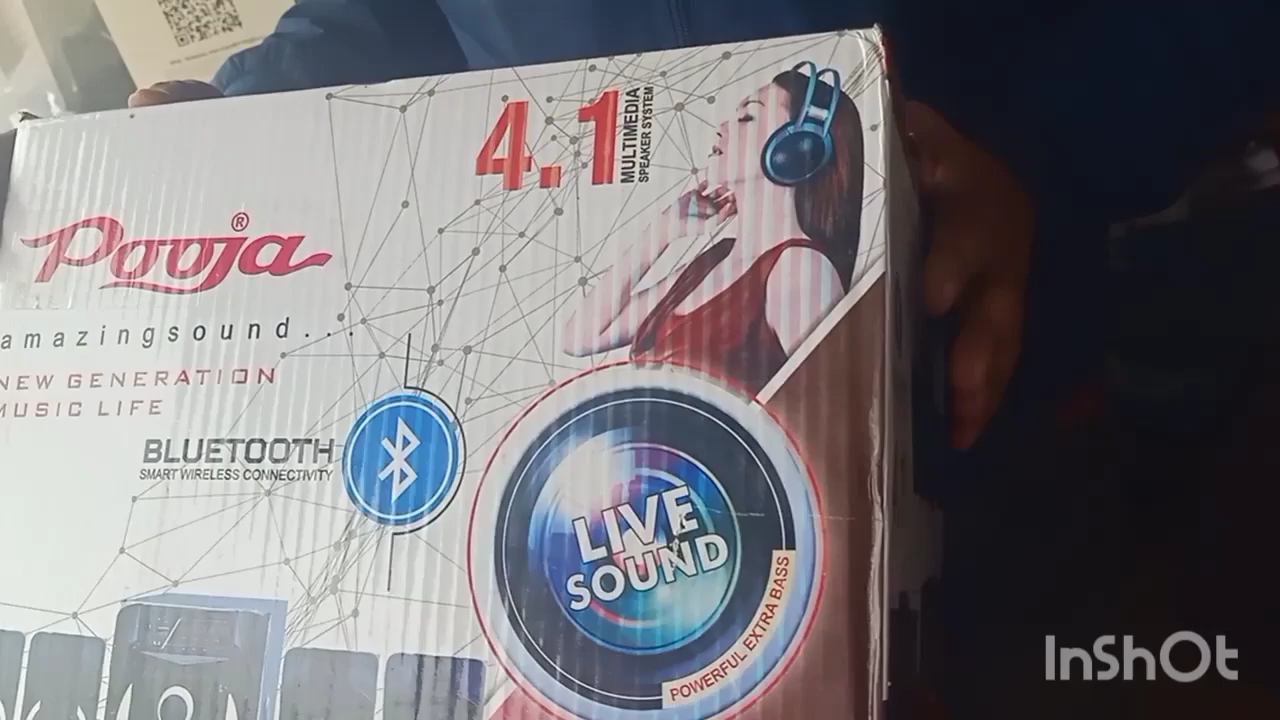 4.1
MULTIMEDIA
SPEAKER SYSTEM
Pooja®
amazingsound...
NEW GENERATION
MUSIC LIFE
BLUETOOTH
SMART WIRELESS CONNECTIVITY
LIVE
SOUND
POWERFUL EXTRA BASS
InShOt